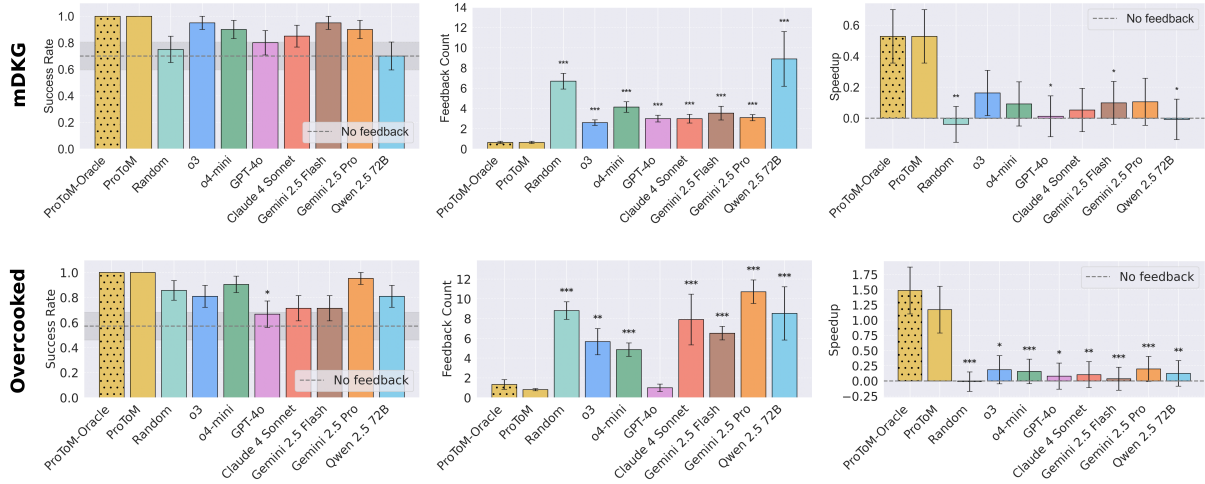 mDKG
Success Rate
1.0
0.8
0.6
0.4
0.2
0.0
No feedback
ProToM-Oracle
ProToM
Random
o3
o4-mini
GPT-4o
Claude 4 Sonnet
Gemini 2.5 Flash
Gemini 2.5 Pro
Qwen 2.5 72B
Feedback Count
14
12
10
8
6
4
2
0
***
***
***
***
***
***
***
***
ProToM-Oracle
ProToM
Random
o3
o4-mini
GPT-4o
Claude 4 Sonnet
Gemini 2.5 Flash
Gemini 2.5 Pro
Qwen 2.5 72B
Speedup
0.6
0.4
0.2
0.0
No feedback
**
*
*
*
ProToM-Oracle
ProToM
Random
o3
o4-mini
GPT-4o
Claude 4 Sonnet
Gemini 2.5 Flash
Gemini 2.5 Pro
Qwen 2.5 72B
Overcooked
Success Rate
1.0
0.8
0.6
0.4
0.2
0.0
*
No feedback
ProToM-Oracle
ProToM
Random
o3
o4-mini
GPT-4o
Claude 4 Sonnet
Gemini 2.5 Flash
Gemini 2.5 Pro
Qwen 2.5 72B
Feedback Count
12
10
8
6
4
2
0
***
**
***
***
***
***
***
ProToM-Oracle
ProToM
Random
o3
o4-mini
GPT-4o
Claude 4 Sonnet
Gemini 2.5 Flash
Gemini 2.5 Pro
Qwen 2.5 72B
Speedup
1.75
1.50
1.25
1.00
0.75
0.50
0.25
0.00
−0.25
No feedback
***
*
***
*
**
***
***
**
ProToM-Oracle
ProToM
Random
o3
o4-mini
GPT-4o
Claude 4 Sonnet
Gemini 2.5 Flash
Gemini 2.5 Pro
Qwen 2.5 72B